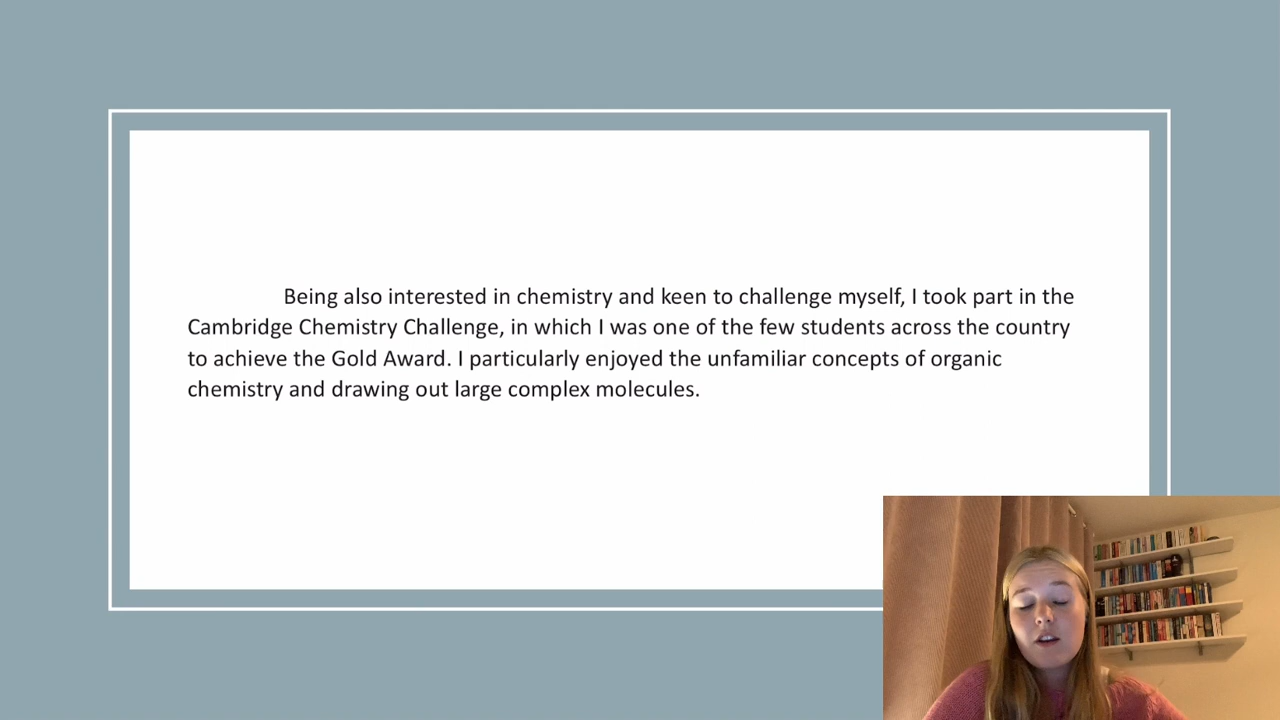 Being also interested in chemistry and keen to challenge myself, I took part in the
Cambridge Chemistry Challenge, in which I was one of the few students across the country
to achieve the Gold Award. I particularly enjoyed the unfamiliar concepts of organic
chemistry and drawing out large complex molecules.